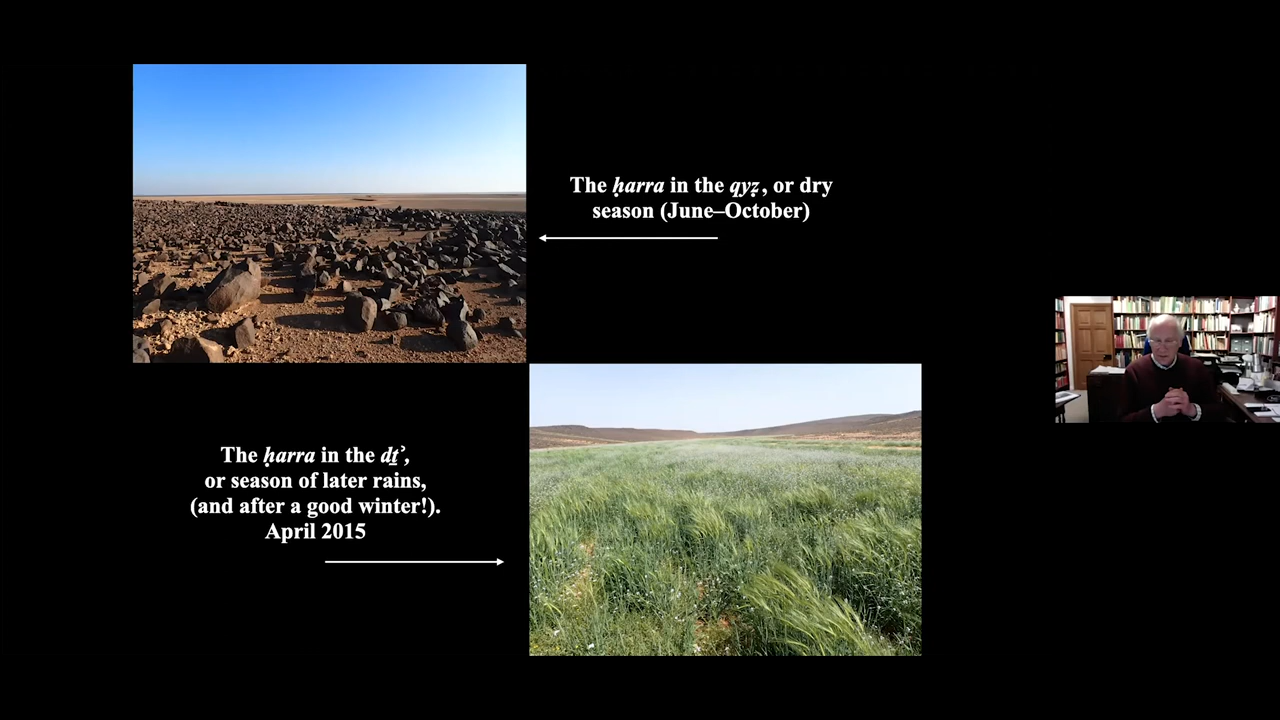 The ḥarra in the qyẓ, or dry
season (June–October)
The ḥarra in the dṯʾ,
or season of later rains,
(and after a good winter!).
April 2015